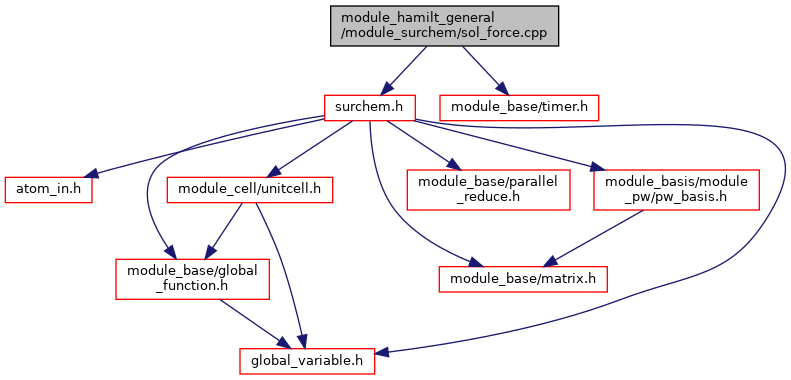 module_hamilt_general
/module_surchem/sol_force.cpp
surchem.h
module_base/timer.h
atom_in.h
module_cell/unitcell.h
module_base/parallel
_reduce.h
module_basis/module
_pw/pw_basis.h
module_base/global
_function.h
module_base/matrix.h
global_variable.h